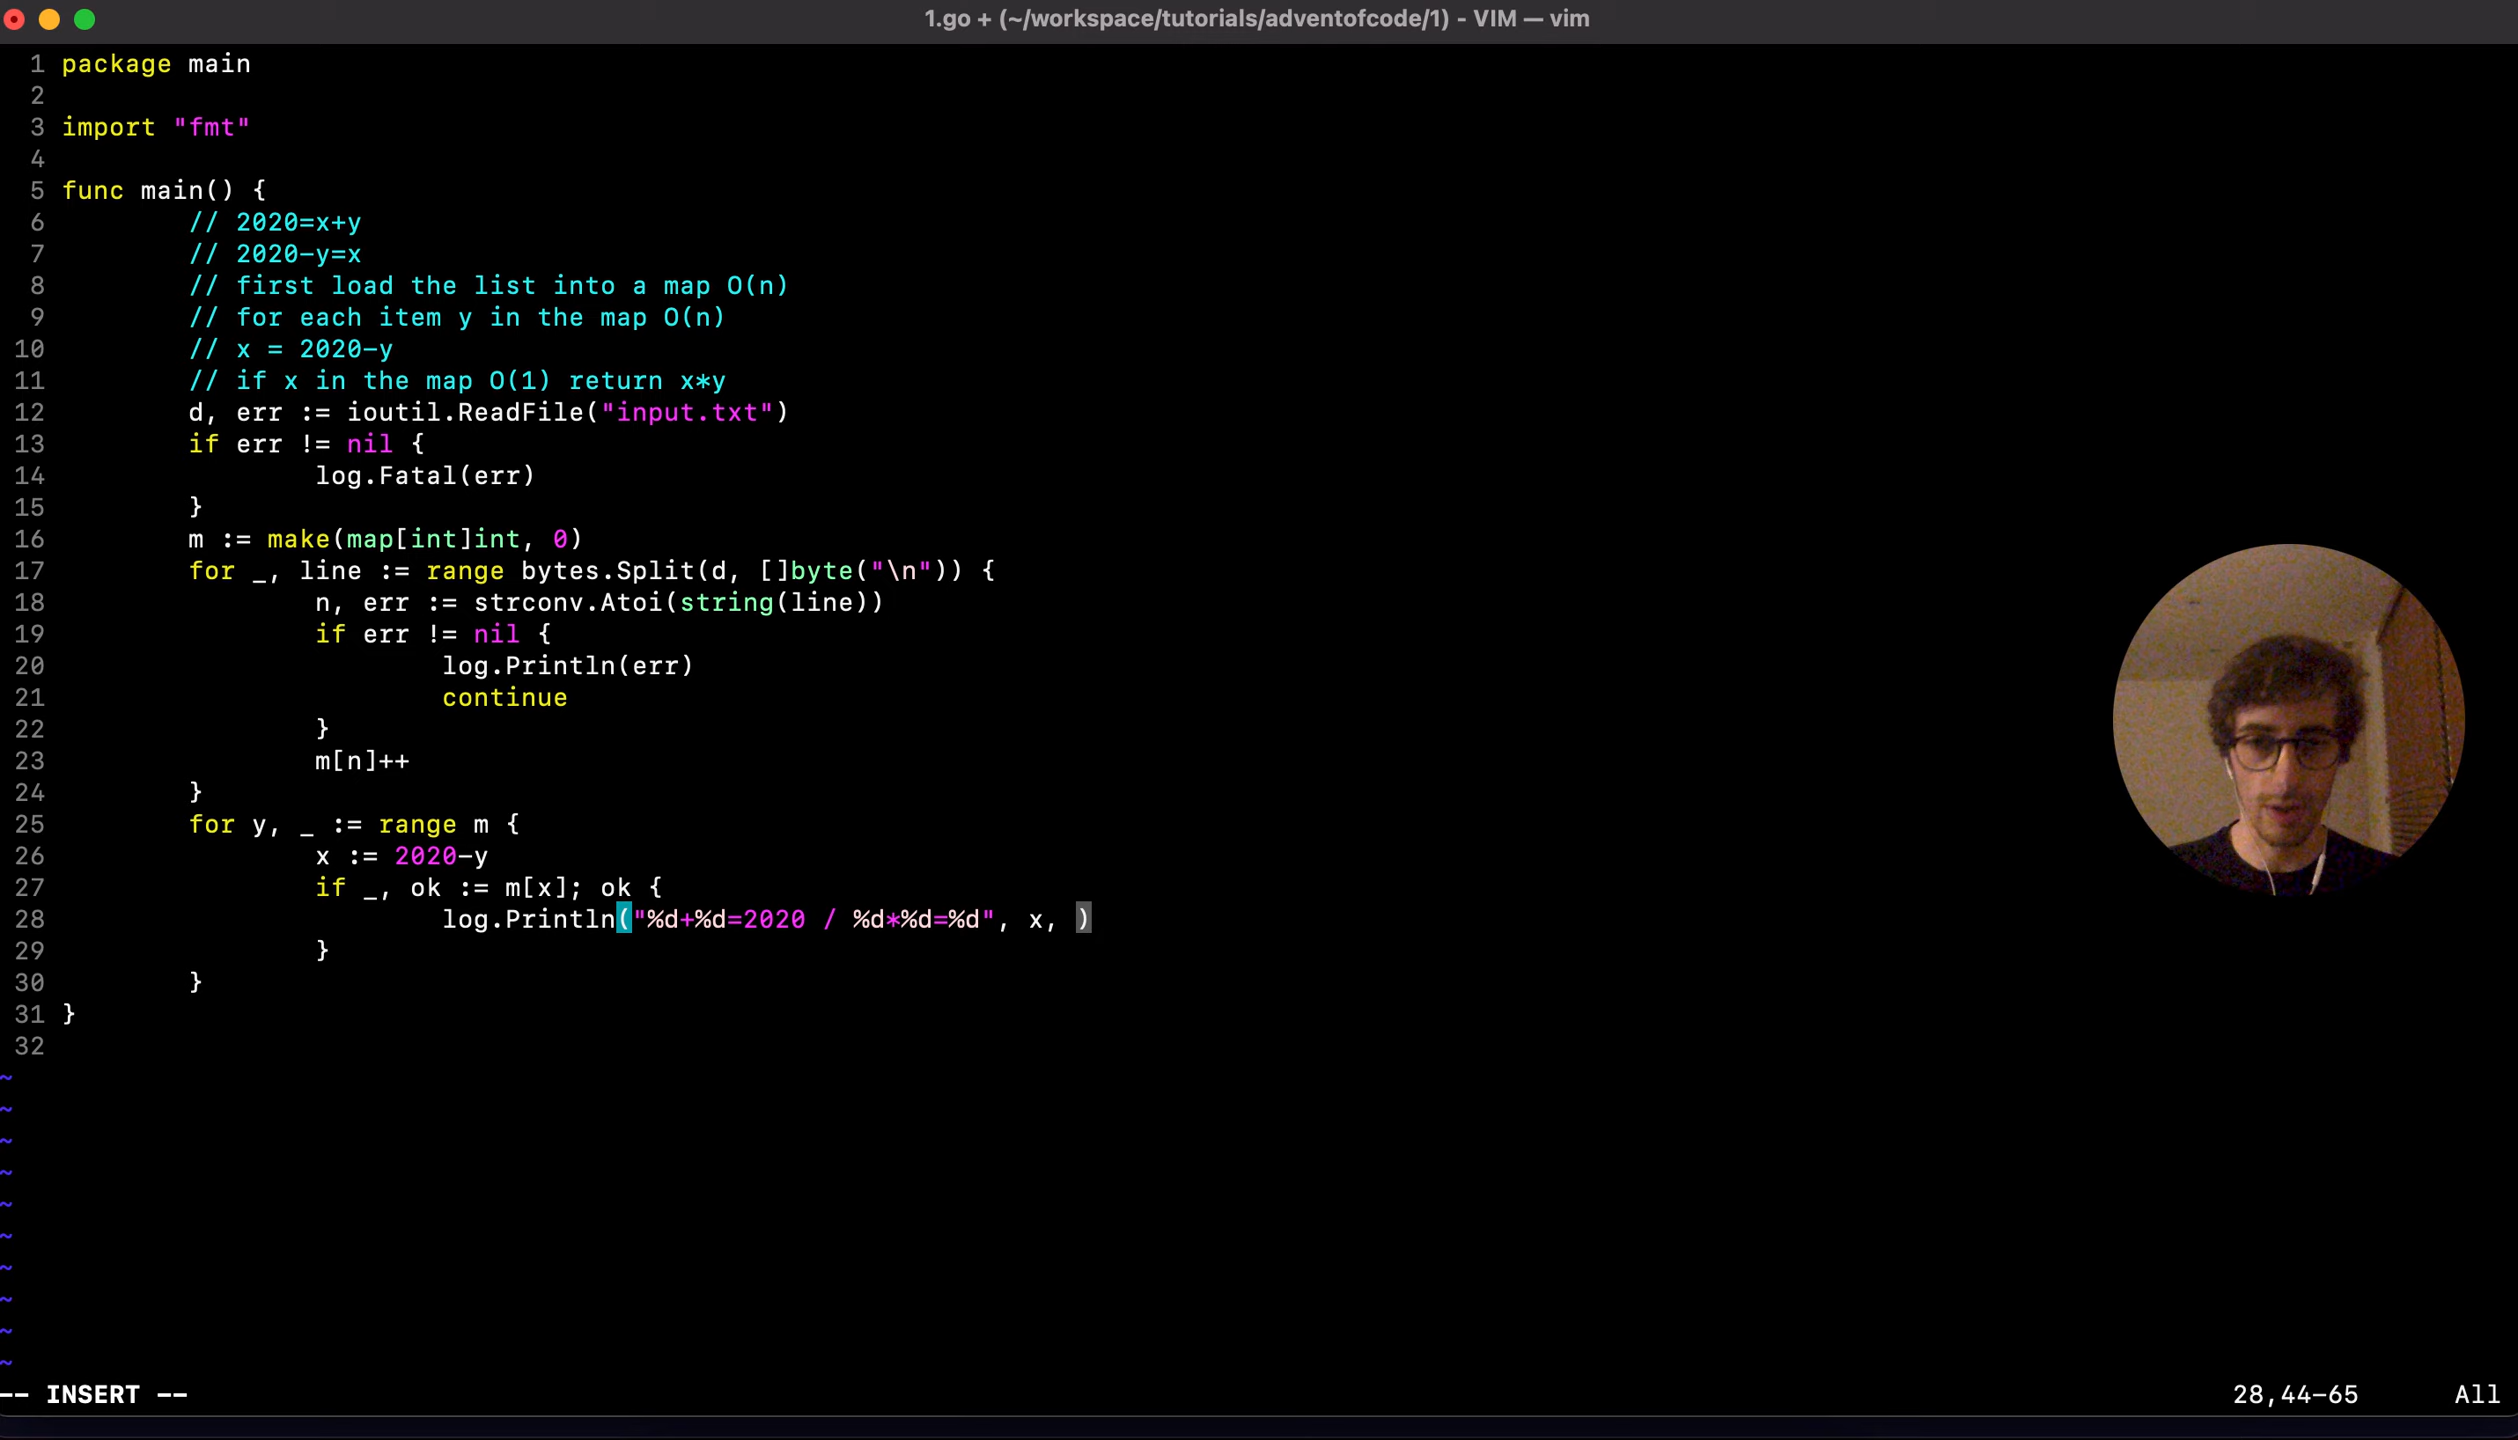 1.go + (~/workspace/tutorials/adventofcode/1) - VIM — vim
1 package main
2
3 import "fmt"
4
5 func main() {
6 // 2020=x+y
7 // 2020-y=x
8 // first load the list into a map O(n)
9 // for each item y in the map O(n)
10 // x = 2020-y
11 // if x in the map O(1) return x*y
12 d, err := ioutil.ReadFile("input.txt")
13 if err != nil {
14 log.Fatal(err)
15 }
16 m := make(map[int]int, 0)
17 for _, line := range bytes.Split(d, []byte("\n")) {
18 n, err := strconv.Atoi(string(line))
19 if err != nil {
20 log.Println(err)
21 continue
22 }
23 m[n]++
24 }
25 for y, _ := range m {
26 x := 2020-y
27 if _, ok := m[x]; ok {
28 log.Println("%d+%d=2020 / %d*%d=%d", x, )
29 }
30 }
31 }
32
~
~
~
~
~
~
~
~
~
~
-- INSERT -- 28,44-65 All